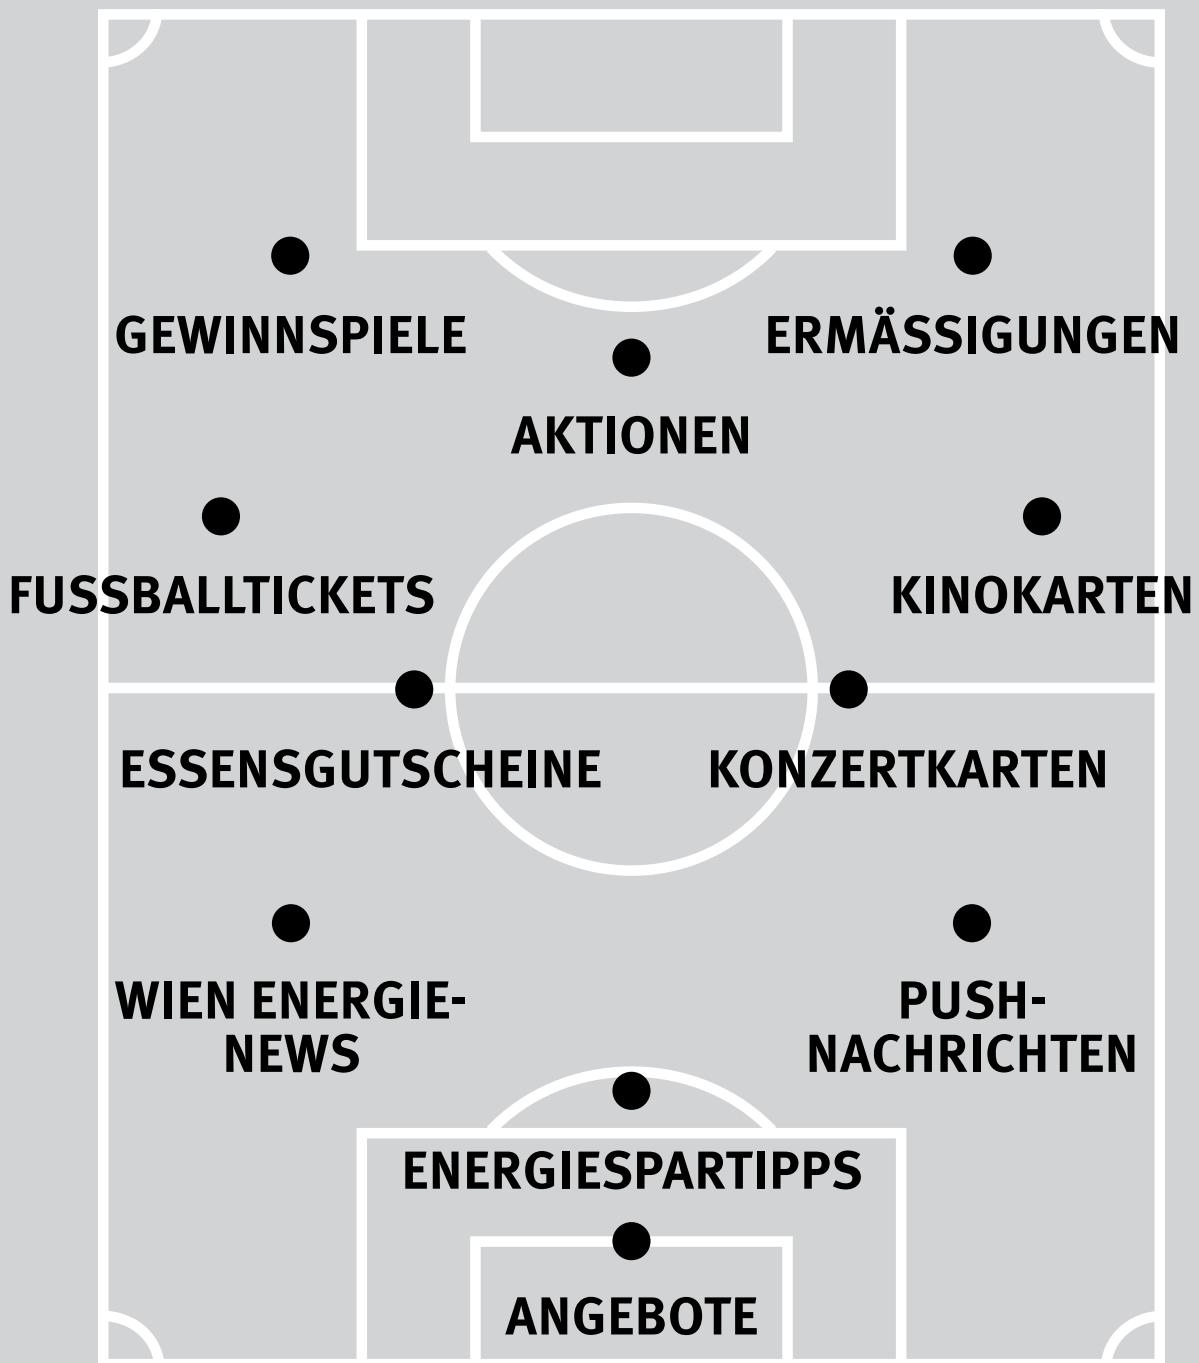 GEWINNSPIELE
ERMÄSSIGUNGEN
AKTIONEN
FUSSBALLTICKETS
KINOKARTEN
ESSENSGUTSCHEINE
KONZERTKARTEN
WIEN ENERGIE-
NEWS
PUSH-
NACHRICHTEN
ENERGIESPARTIPPS
ANGEBOTE